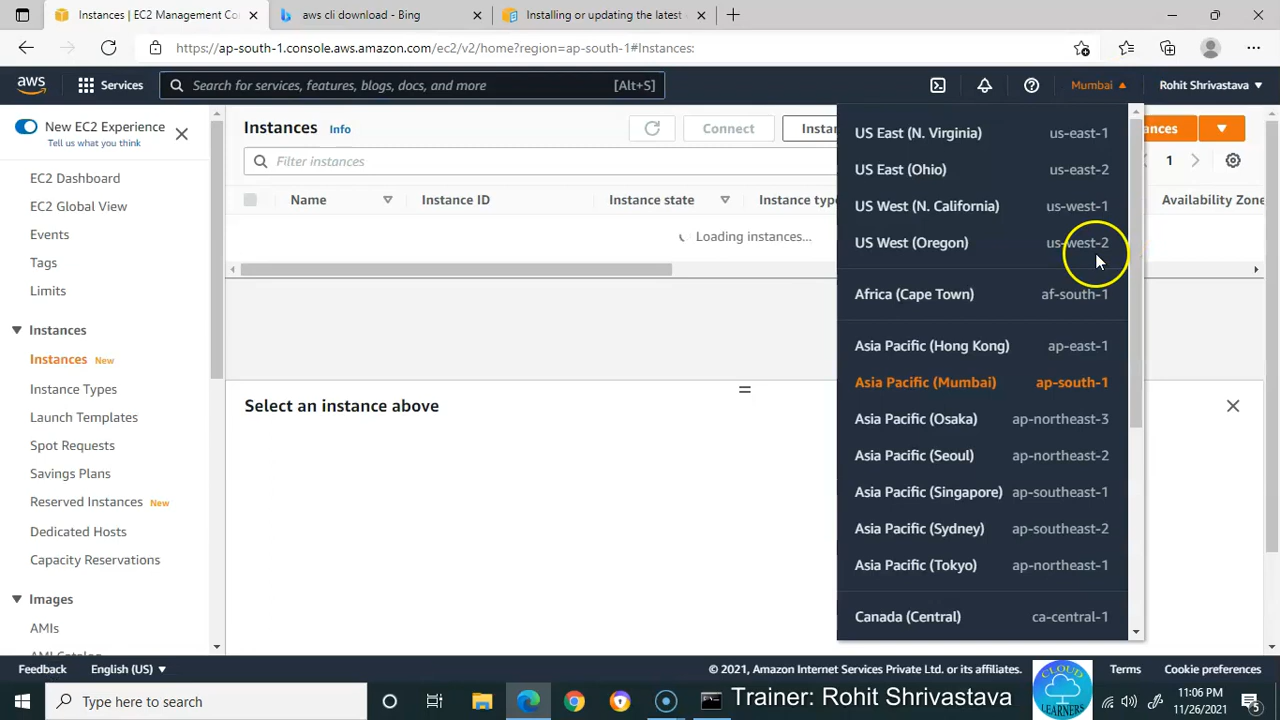 Instances | EC2 Management Co
aws cli download - Bing
Installing or updating the latest
https://ap-south-1.console.aws.amazon.com/ec2/v2/home?region=ap-south-1#Instances:
aws
Services
Search for services, features, blogs, docs, and more
[Alt+S]
Mumbai
Rohit Shrivastava
New EC2 Experience
Tell us what you think
EC2 Dashboard
EC2 Global View
Events
Tags
Limits
Instances
Instances New
Instance Types
Launch Templates
Spot Requests
Savings Plans
Reserved Instances New
Dedicated Hosts
Capacity Reservations
Images
AMIs
Instances Info
Connect
Instan
nces
Filter instances
1
Name
Instance ID
Instance state
Instance type
Availability Zone
Loading instances...
Select an instance above
US East (N. Virginia) us-east-1
US East (Ohio) us-east-2
US West (N. California) us-west-1
US West (Oregon) us-west-2
Africa (Cape Town) af-south-1
Asia Pacific (Hong Kong) ap-east-1
Asia Pacific (Mumbai) ap-south-1
Asia Pacific (Osaka) ap-northeast-3
Asia Pacific (Seoul) ap-northeast-2
Asia Pacific (Singapore) ap-southeast-1
Asia Pacific (Sydney) ap-southeast-2
Asia Pacific (Tokyo) ap-northeast-1
Canada (Central) ca-central-1
Feedback
English (US)
© 2021, Amazon Internet Services Private Ltd. or its affiliates.
Terms
Cookie preferences
Type here to search
Trainer: Rohit Shrivastava
CLOUD
LEARNERS
11:06 PM
11/26/2021
5